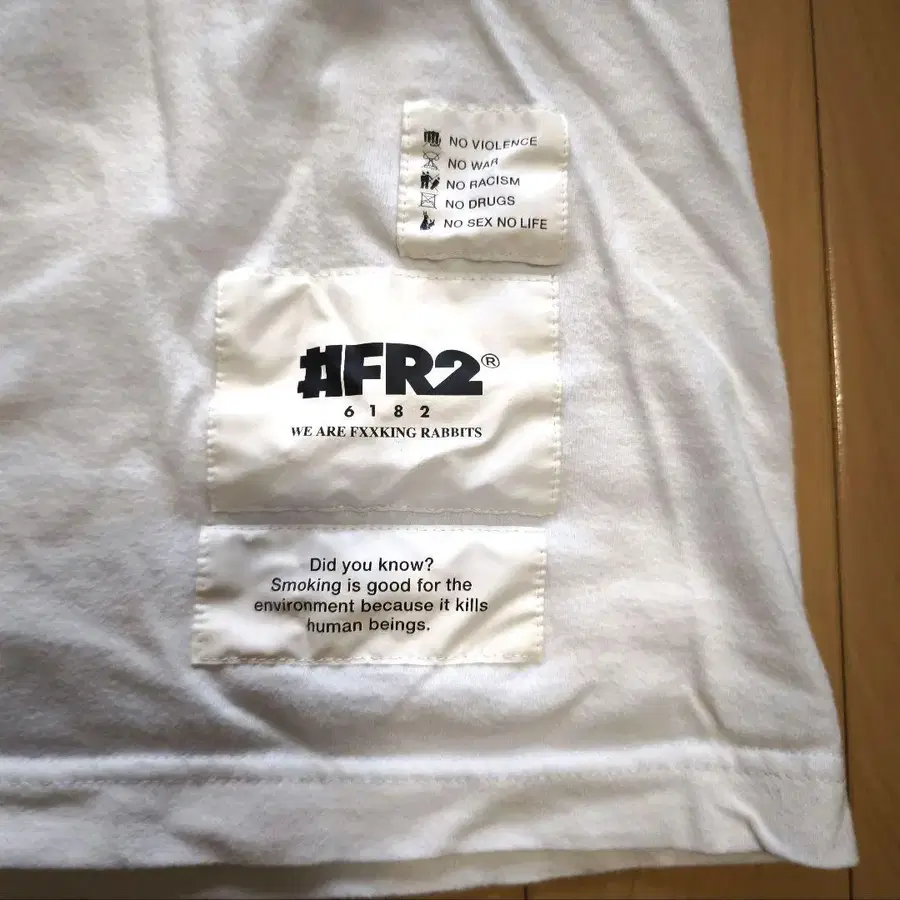 NO VIOLENCE
NO WAR
NO RACISM
NO DRUGS
NO SEX NO LIFE
#FR2®
6182
WE ARE FXXKING RABBITS
Did you know?
Smoking is good for the
environment because it kills
human beings.